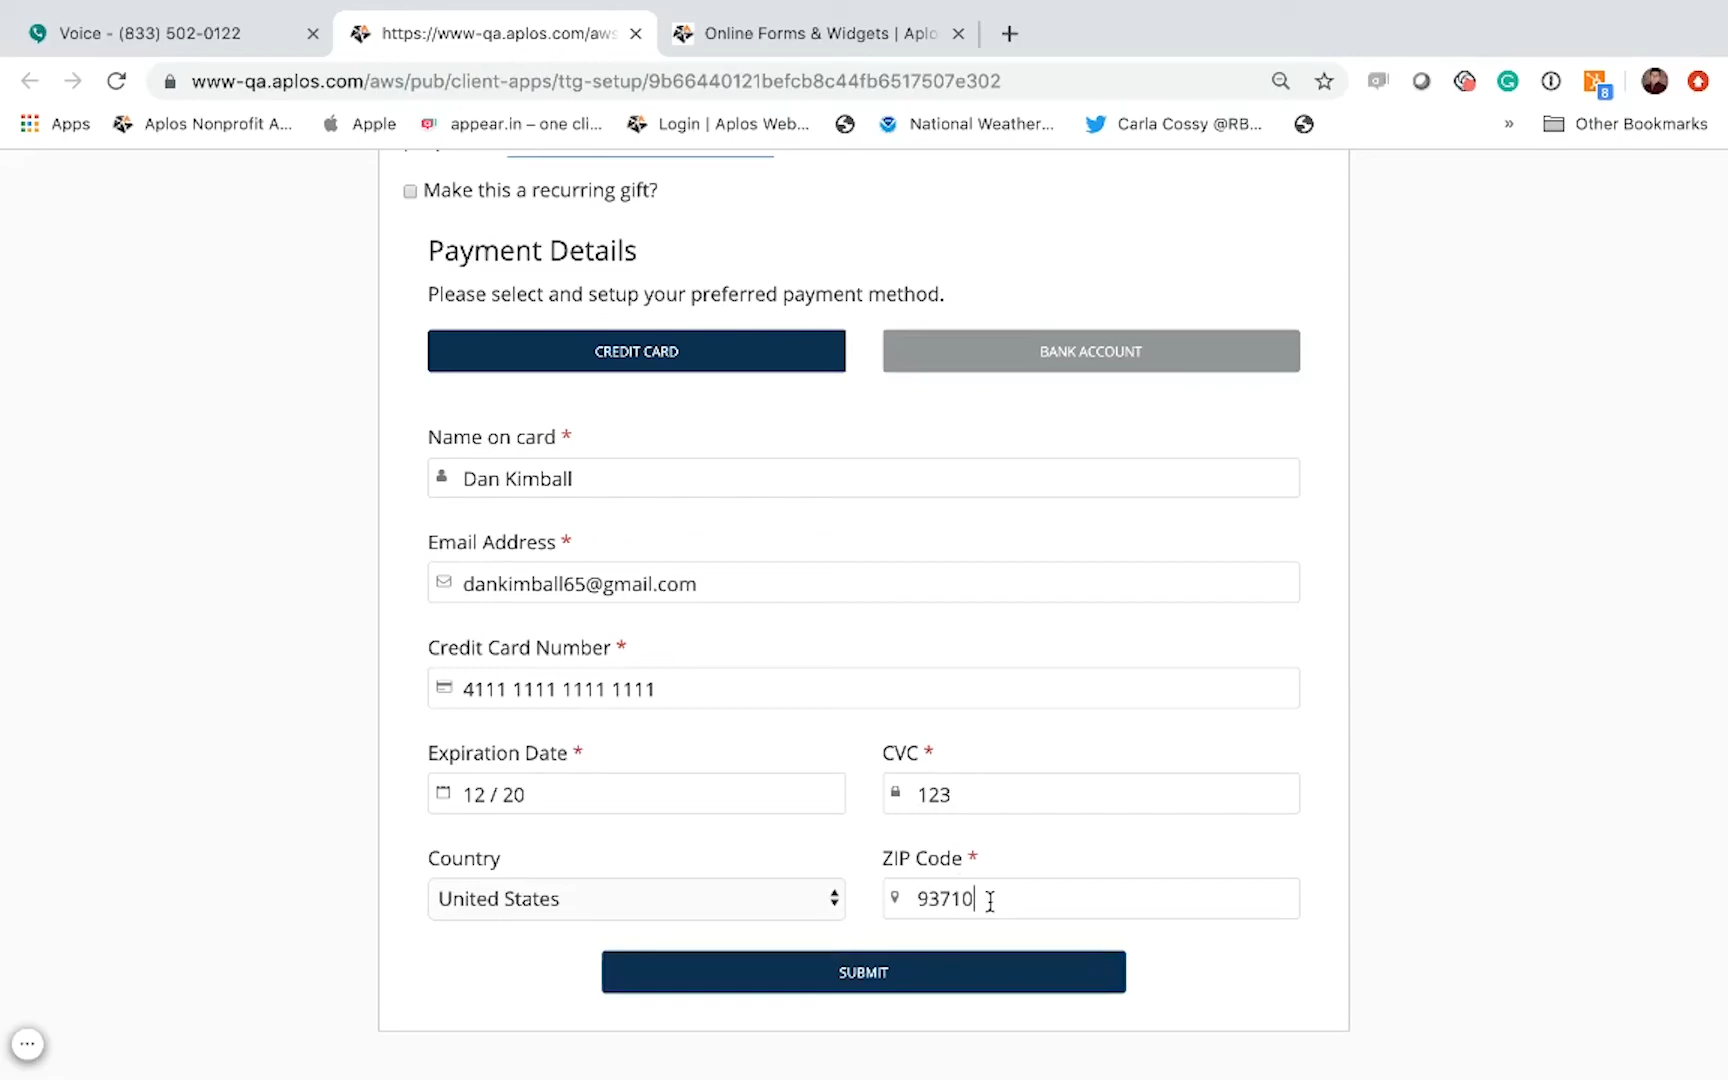 Voice - (833) 502-0122
https://www-qa.aplos.com/aws
Online Forms & Widgets | Aplo
www-qa.aplos.com/aws/pub/client-apps/ttg-setup/9b66440121befcb8c44fb6517507e302
8
Apps
Aplos Nonprofit A...
Apple
appear.in – one cli...
Login | Aplos Web...
National Weather...
Carla Cossy @RB...
»
Other Bookmarks
Make this a recurring gift?
Payment Details
Please select and setup your preferred payment method.
CREDIT CARD
BANK ACCOUNT
Name on card *
Dan Kimball
Email Address *
dankimball65@gmail.com
Credit Card Number *
4111 1111 1111 1111
Expiration Date *
CVC *
12 / 20
123
Country
ZIP Code *
United States
93710
SUBMIT